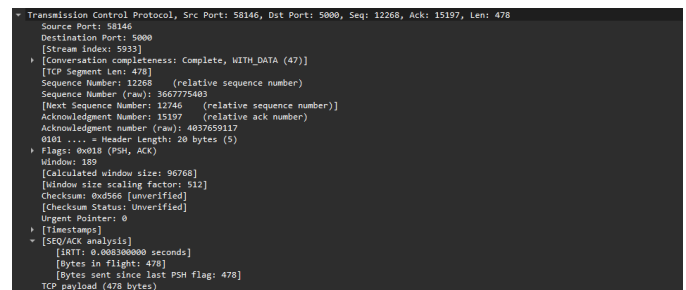 Transmission Control Protocol, Src Port: 58146, Dst Port: 5000, Seq: 12268, Ack: 15197, Len: 478
Source Port: 58146
Destination Port: 5000
[Stream index: 5933]
[Conversation completeness: Complete, WITH_DATA (47)]
[TCP Segment Len: 478]
Sequence Number: 12268    (relative sequence number)
Sequence Number (raw): 3667775403
[Next Sequence Number: 12746    (relative sequence number)]
Acknowledgment Number: 15197    (relative ack number)
Acknowledgment number (raw): 4037659117
0101 .... = Header Length: 20 bytes (5)
Flags: 0x018 (PSH, ACK)
Window: 189
[Calculated window size: 96768]
[Window size scaling factor: 512]
Checksum: 0xd566 [unverified]
[Checksum Status: Unverified]
Urgent Pointer: 0
[Timestamps]
[SEQ/ACK analysis]
[iRTT: 0.008300000 seconds]
[Bytes in flight: 478]
[Bytes sent since last PSH flag: 478]
TCP payload (478 bytes)